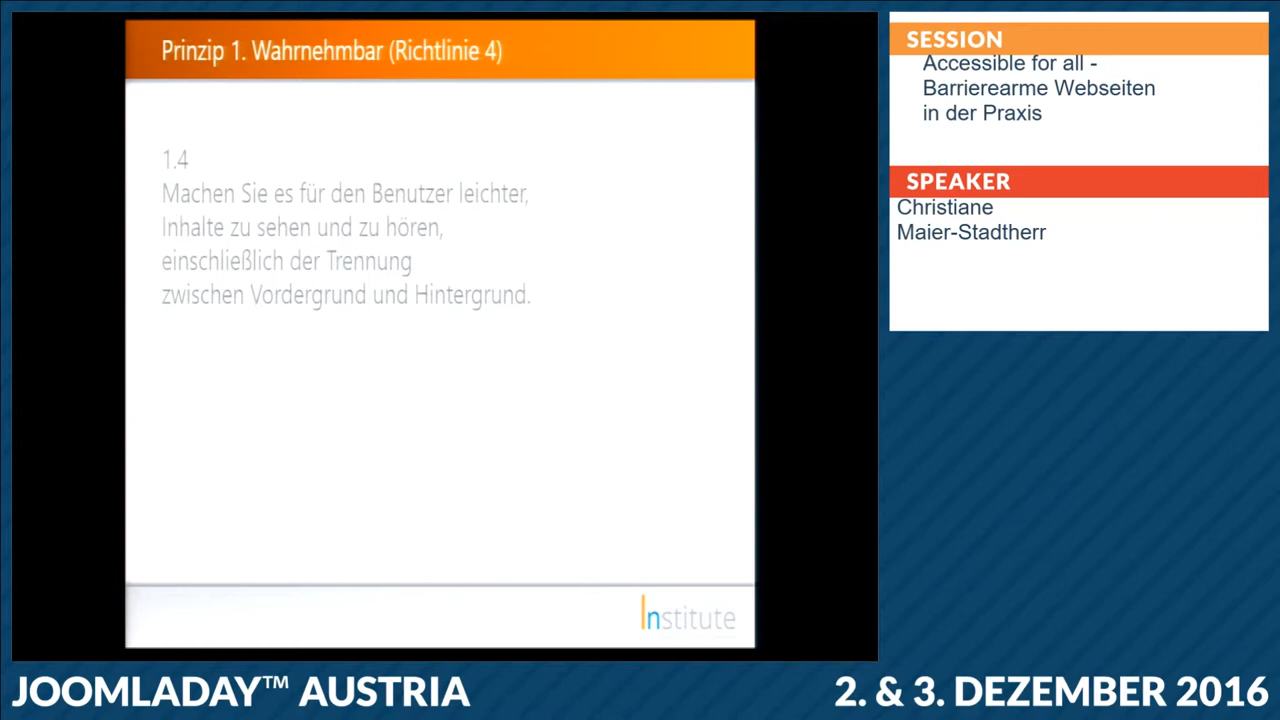 Prinzip 1. Wahrnehmbar (Richtlinie 4)
1.4
Machen Sie es für den Benutzer leichter,
Inhalte zu sehen und zu hören,
einschließlich der Trennung
zwischen Vordergrund und Hintergrund.
Institute
SESSION
Accessible for all -
Barrierearme Webseiten
in der Praxis
SPEAKER
Christiane
Maier-Stadtherr
JOOMLADAY™ AUSTRIA
2. & 3. DEZEMBER 2016